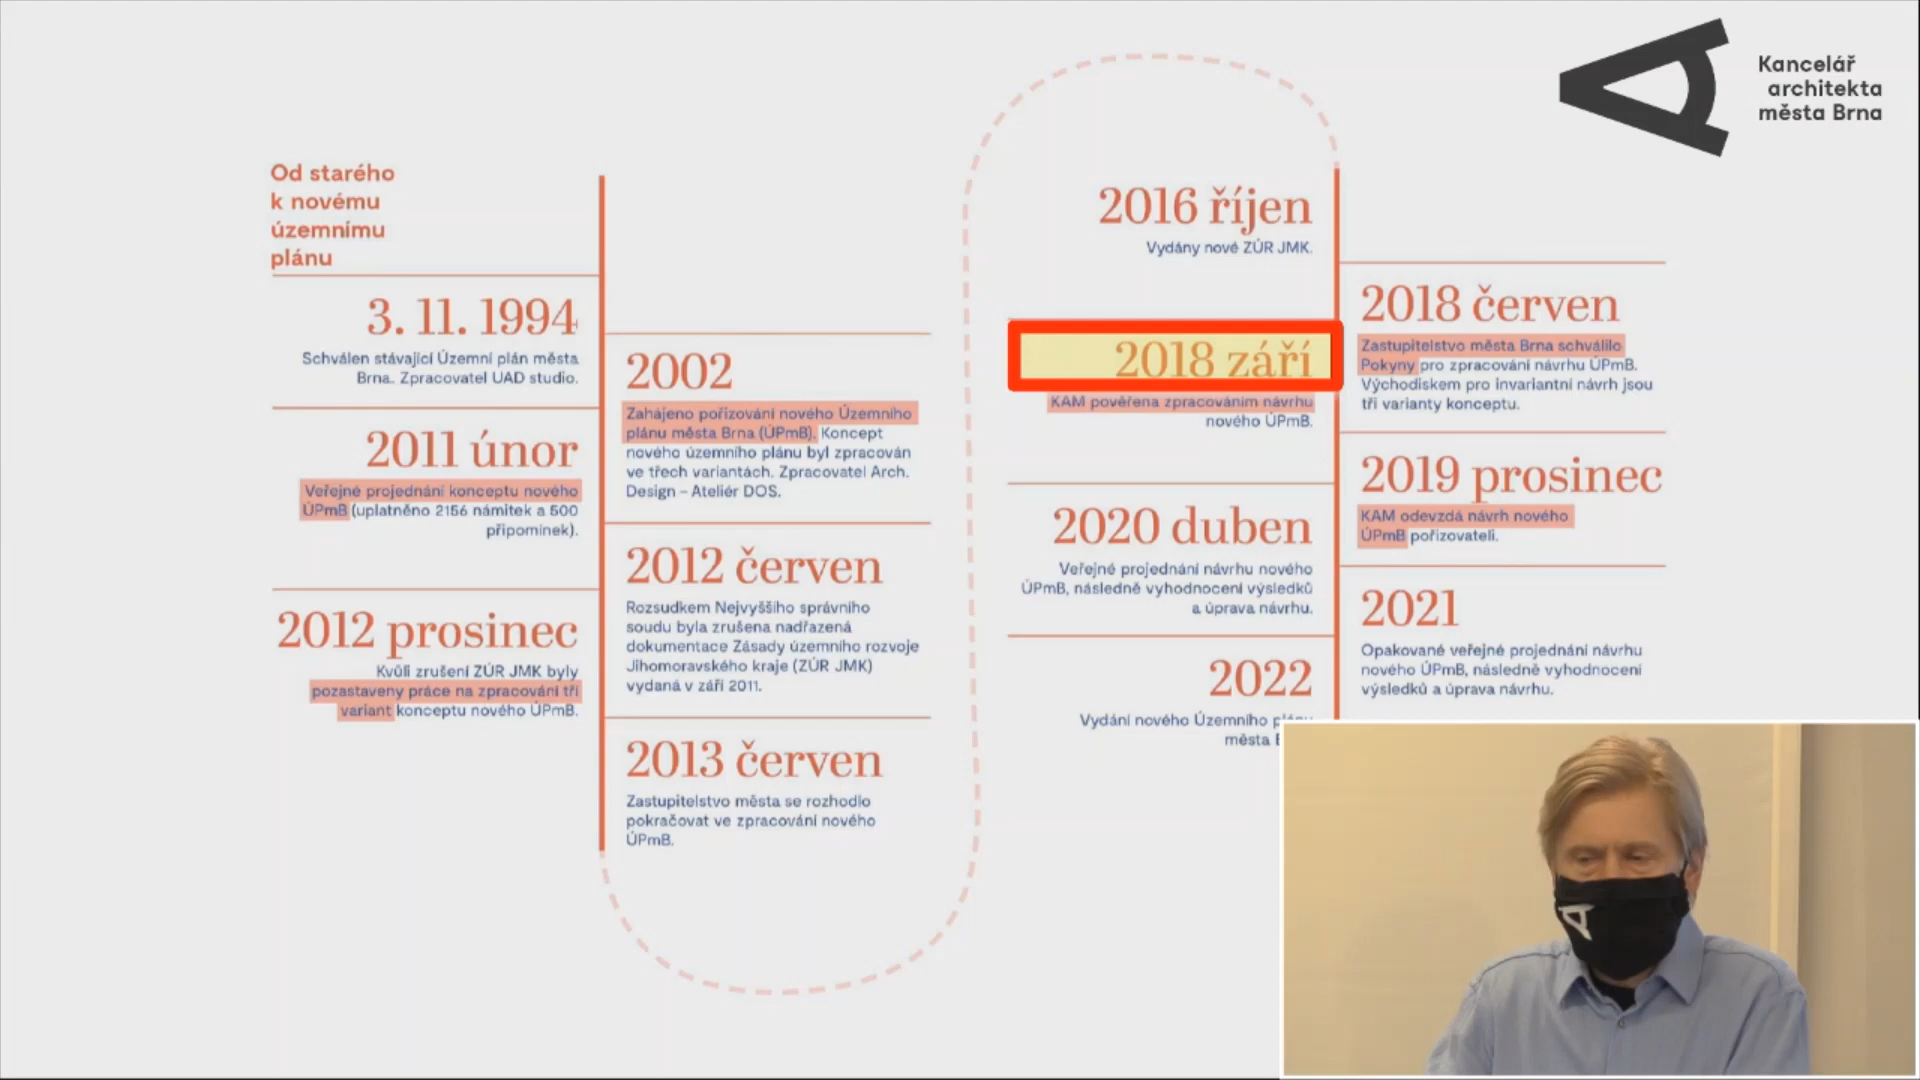 Kancelář
architekta
města Brna
Od starého
k novému
územnímu
plánu
3. 11. 1994
Schválen stávající Územní plán města
Brna. Zpracovatel UAD studio.
2002
Zahájeno pořizování nového Územního
plánu města Brna (ÚPmB). Koncept
nového územního plánu byl zpracován
ve třech variantách. Zpracovatel Arch.
Design – Ateliér DOS.
2011 únor
Veřejné projednání konceptu nového
ÚPmB (uplatněno 2156 námitek a 500
připomínek).
2012 červen
Rozsudkem Nejvyššího správního
soudu byla zrušena nadřazená
dokumentace Zásady územního rozvoje
Jihomoravského kraje (ZÚR JMK)
vydaná v září 2011.
2012 prosinec
Kvůli zrušení ZÚR JMK byly
pozastaveny práce na zpracování tří
variant konceptu nového ÚPmB.
2013 červen
Zastupitelstvo města se rozhodlo
pokračovat ve zpracování nového
ÚPmB.
2016 říjen
Vydány nové ZÚR JMK.
2018 červen
Zastupitelstvo města Brna schválilo
Pokyny pro zpracování návrhu ÚPmB.
Východiskem pro invariantní návrh jsou
tři varianty konceptu.
2018 září
KAM pověřena zpracováním návrhu
nového ÚPmB.
2019 prosinec
KAM odevzdá návrh nového
ÚPmB pořizovateli.
2020 duben
Veřejné projednání návrhu nového
ÚPmB, následně vyhodnocení výsledků
a úprava návrhu.
2021
Opakované veřejné projednání návrhu
nového ÚPmB, následně vyhodnocení
výsledků a úprava návrhu.
2022
Vydání nového Územního
města